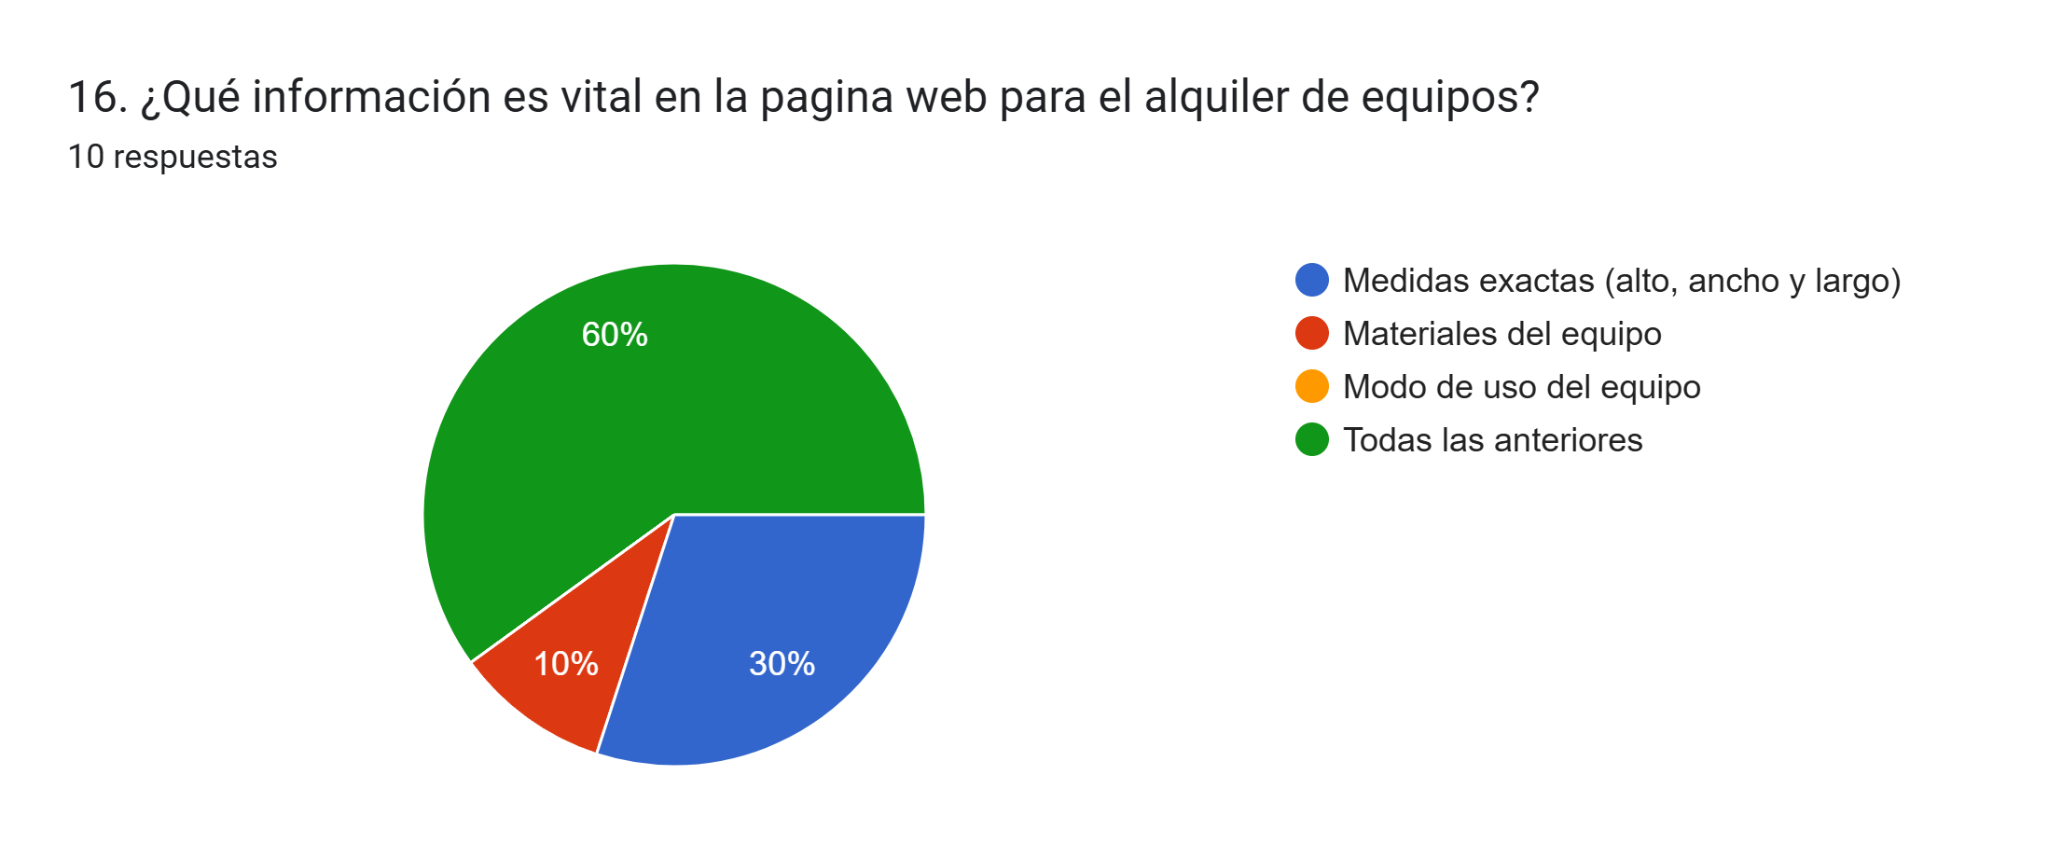 16. ¿Qué información es vital en la pagina web para el alquiler de equipos?
10 respuestas
60%
10%
30%
Medidas exactas (alto, ancho y largo)
Materiales del equipo
Modo de uso del equipo
Todas las anteriores